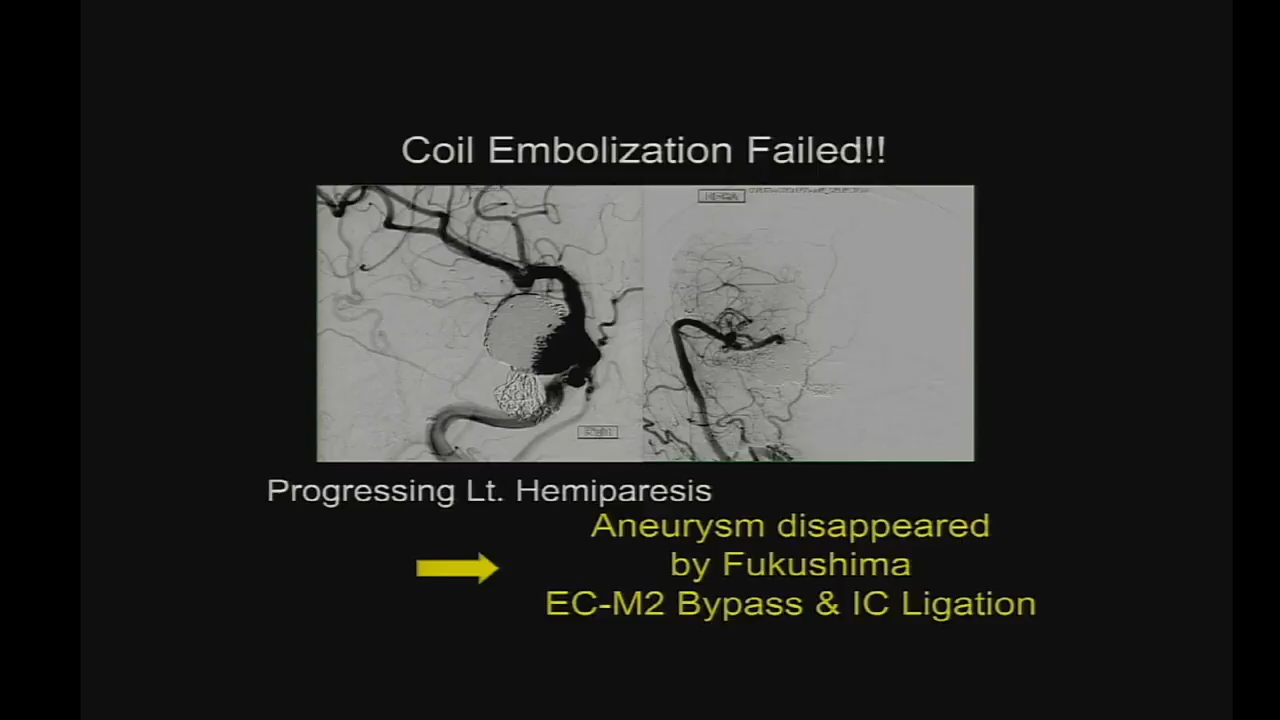 Coil Embolization Failed!!
Progressing Lt. Hemiparesis
Aneurysm disappeared
by Fukushima
EC-M2 Bypass & IC Ligation